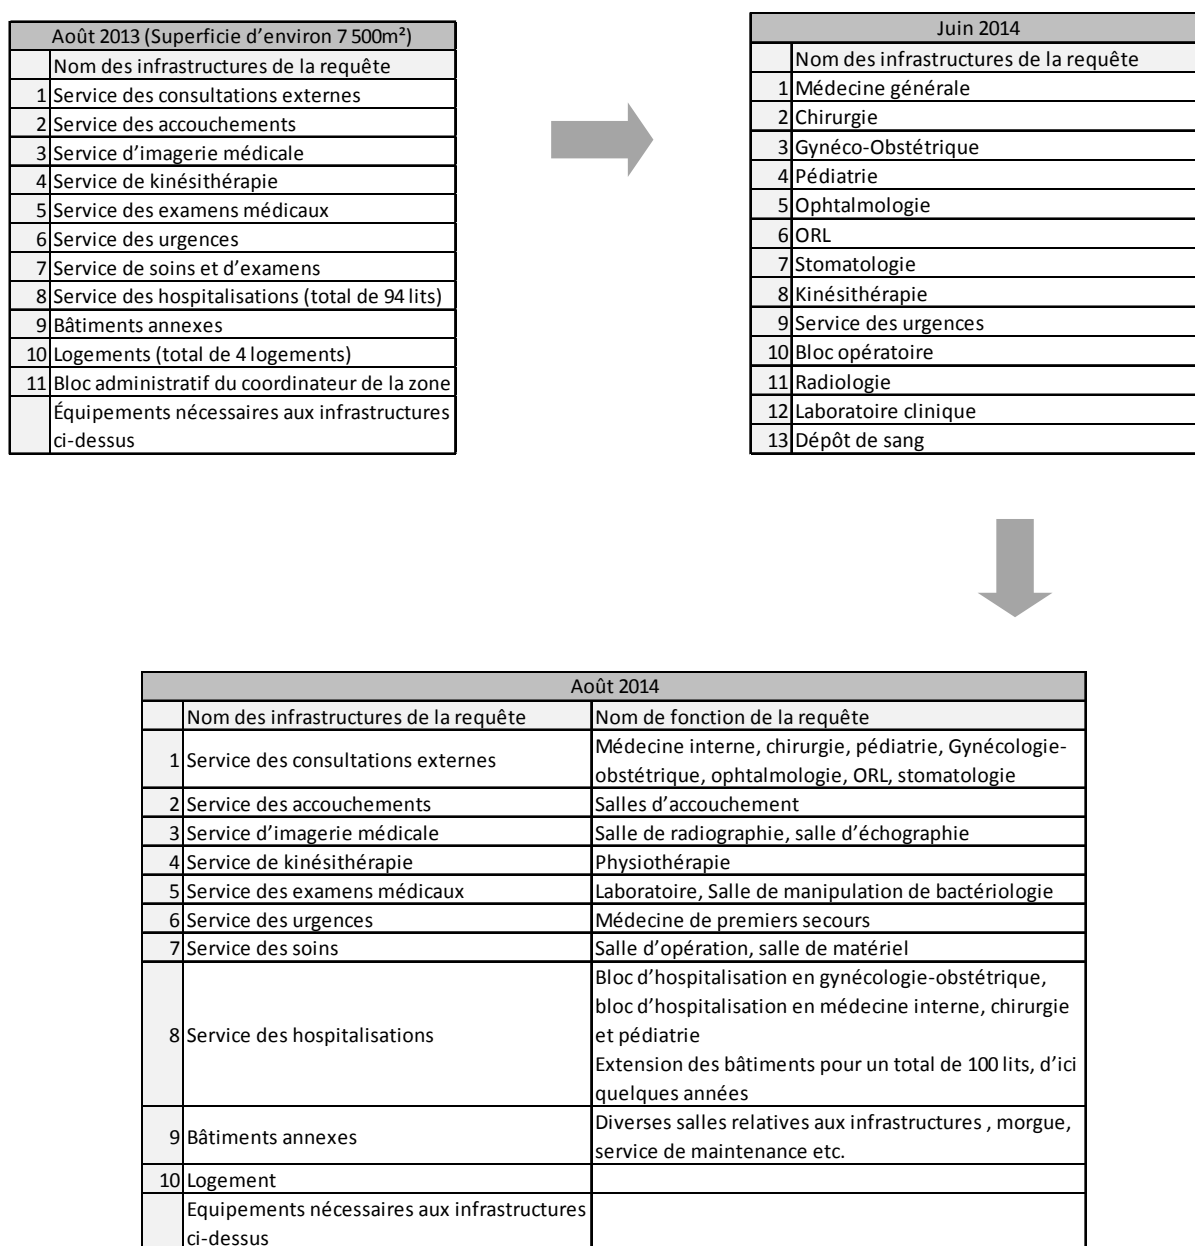 Août 2013 (Superficie d’environ 7 500m²)
Nom des infrastructures de la requête
1 Service des consultations externes
2 Service des accouchements
3 Service d’imagerie médicale
4 Service de kinésithérapie
5 Service des examens médicaux
6 Service des urgences
7 Service de soins et d’examens
8 Service des hospitalisations (total de 94 lits)
9 Bâtiments annexes
10 Logements (total de 4 logements)
11 Bloc administratif du coordinateur de la zone
Équipements nécessaires aux infrastructures
ci-dessus
Juin 2014
Nom des infrastructures de la requête
1 Médecine générale
2 Chirurgie
3 Gynéco-Obstétrique
4 Pédiatrie
5 Ophtalmologie
6 ORL
7 Stomatologie
8 Kinésithérapie
9 Service des urgences
10 Bloc opératoire
11 Radiologie
12 Laboratoire clinique
13 Dépôt de sang
Août 2014
Nom des infrastructures de la requête Nom de fonction de la requête
1 Service des consultations externes
Médecine interne, chirurgie, pédiatrie, Gynécologie-
obstétrique, ophtalmologie, ORL, stomatologie
2 Service des accouchements Salles d’accouchement
3 Service d’imagerie médicale Salle de radiographie, salle d’échographie
4 Service de kinésithérapie Physiothérapie
5 Service des examens médicaux Laboratoire, Salle de manipulation de bactériologie
6 Service des urgences Médecine de premiers secours
7 Service des soins Salle d’opération, salle de matériel
8 Service des hospitalisations
Bloc d’hospitalisation en gynécologie-obstétrique,
bloc d’hospitalisation en médecine interne, chirurgie
et pédiatrie
Extension des bâtiments pour un total de 100 lits, d’ici
quelques années
9 Bâtiments annexes
Diverses salles relatives aux infrastructures , morgue,
service de maintenance etc.
10 Logement
Equipements nécessaires aux infrastructures
ci-dessus